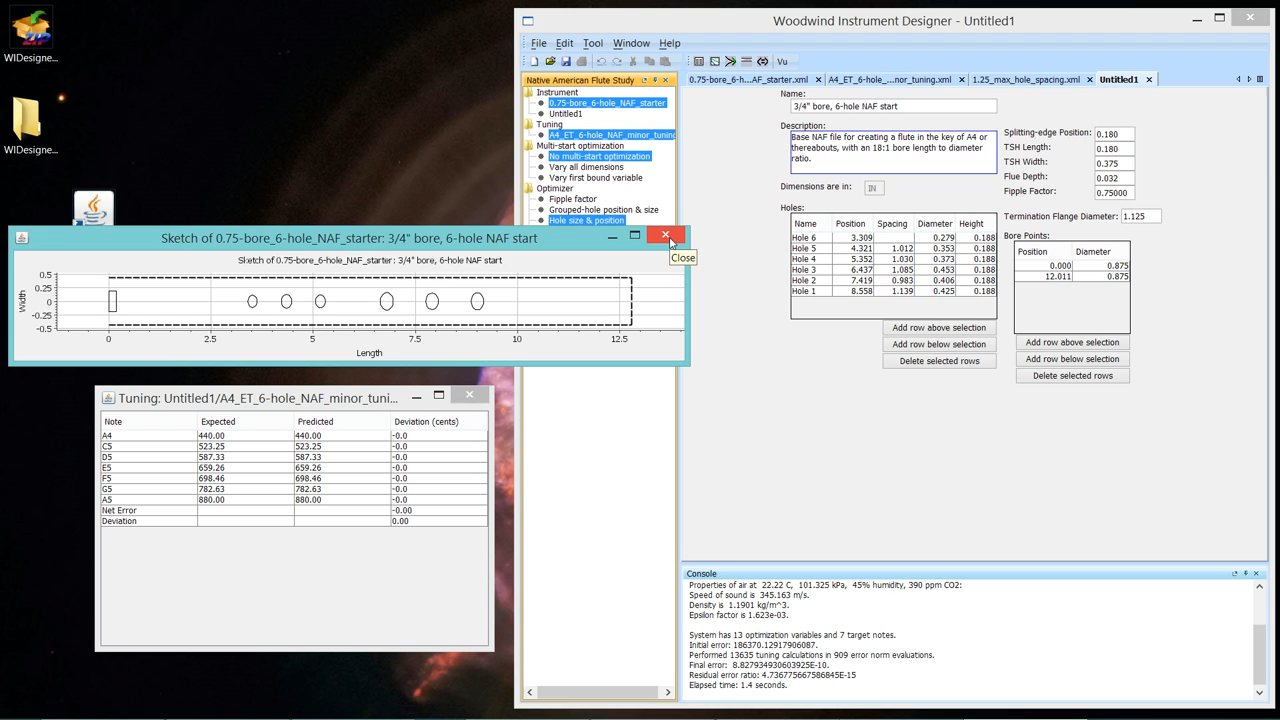 WIDesigne...
WIDesigne...
Woodwind Instrument Designer - Untitled1
File Edit Tool Window Help
Vu
Native American Flute Study
Instrument
0.75-bore_6-hole_NAF_starter
Untitled1
Tuning
A4_ET_6-hole_NAF_minor_tuning
Multi-start optimization
No multi-start optimization
Vary all dimensions
Vary first bound variable
Optimizer
Fipple factor
Grouped-hole position & size
Hole size & position
0.75-bore_6-h...AF_starter.xml A4_ET_6-hole_...nor_tuning.xml 1.25_max_hole_spacing.xml Untitled1
Name:
3/4" bore, 6-hole NAF start
Description:
Base NAF file for creating a flute in the key of A4 or
thereabouts, with an 18:1 bore length to diameter
ratio.
Dimensions are in: IN
Holes:
Name Position Spacing Diameter Height
Hole 6 3.309 0.279 0.188
Hole 5 4.321 1.012 0.353 0.188
Hole 4 5.352 1.030 0.373 0.188
Hole 3 6.437 1.085 0.453 0.188
Hole 2 7.419 0.983 0.406 0.188
Hole 1 8.558 1.139 0.425 0.188
Add row above selection
Add row below selection
Delete selected rows
Splitting-edge Position: 0.180
TSH Length: 0.180
TSH Width: 0.375
Flue Depth: 0.032
Fipple Factor: 0.75000
Termination Flange Diameter: 1.125
Bore Points:
Position Diameter
0.000 0.875
12.011 0.875
Add row above selection
Add row below selection
Delete selected rows
Sketch of 0.75-bore_6-hole_NAF_starter: 3/4" bore, 6-hole NAF start
Close
Sketch of 0.75-bore_6-hole_NAF_starter: 3/4" bore, 6-hole NAF start
Width
0.5
0.25
0
-0.25
-0.5
0 2.5 5 7.5 10 12.5
Length
Tuning: Untitled1/A4_ET_6-hole_NAF_minor_tuni...
Note Expected Predicted Deviation (cents)
A4 440.00 440.00 -0.0
C5 523.25 523.25 -0.0
D5 587.33 587.33 -0.0
E5 659.26 659.26 -0.0
F5 698.46 698.46 -0.0
G5 782.63 782.63 -0.0
A5 880.00 880.00 -0.0
Net Error -0.00
Deviation 0.00
Console
Properties of air at 22.22 C, 101.325 kPa, 45% humidity, 390 ppm CO2:
Speed of sound is 345.163 m/s.
Density is 1.1901 kg/m^3.
Epsilon factor is 1.623e-03.
System has 13 optimization variables and 7 target notes.
Initial error: 186370.12917906087.
Performed 13635 tuning calculations in 909 error norm evaluations.
Final error: 8.827934930603925E-10.
Residual error ratio: 4.736775667586845E-15
Elapsed time: 1.4 seconds.